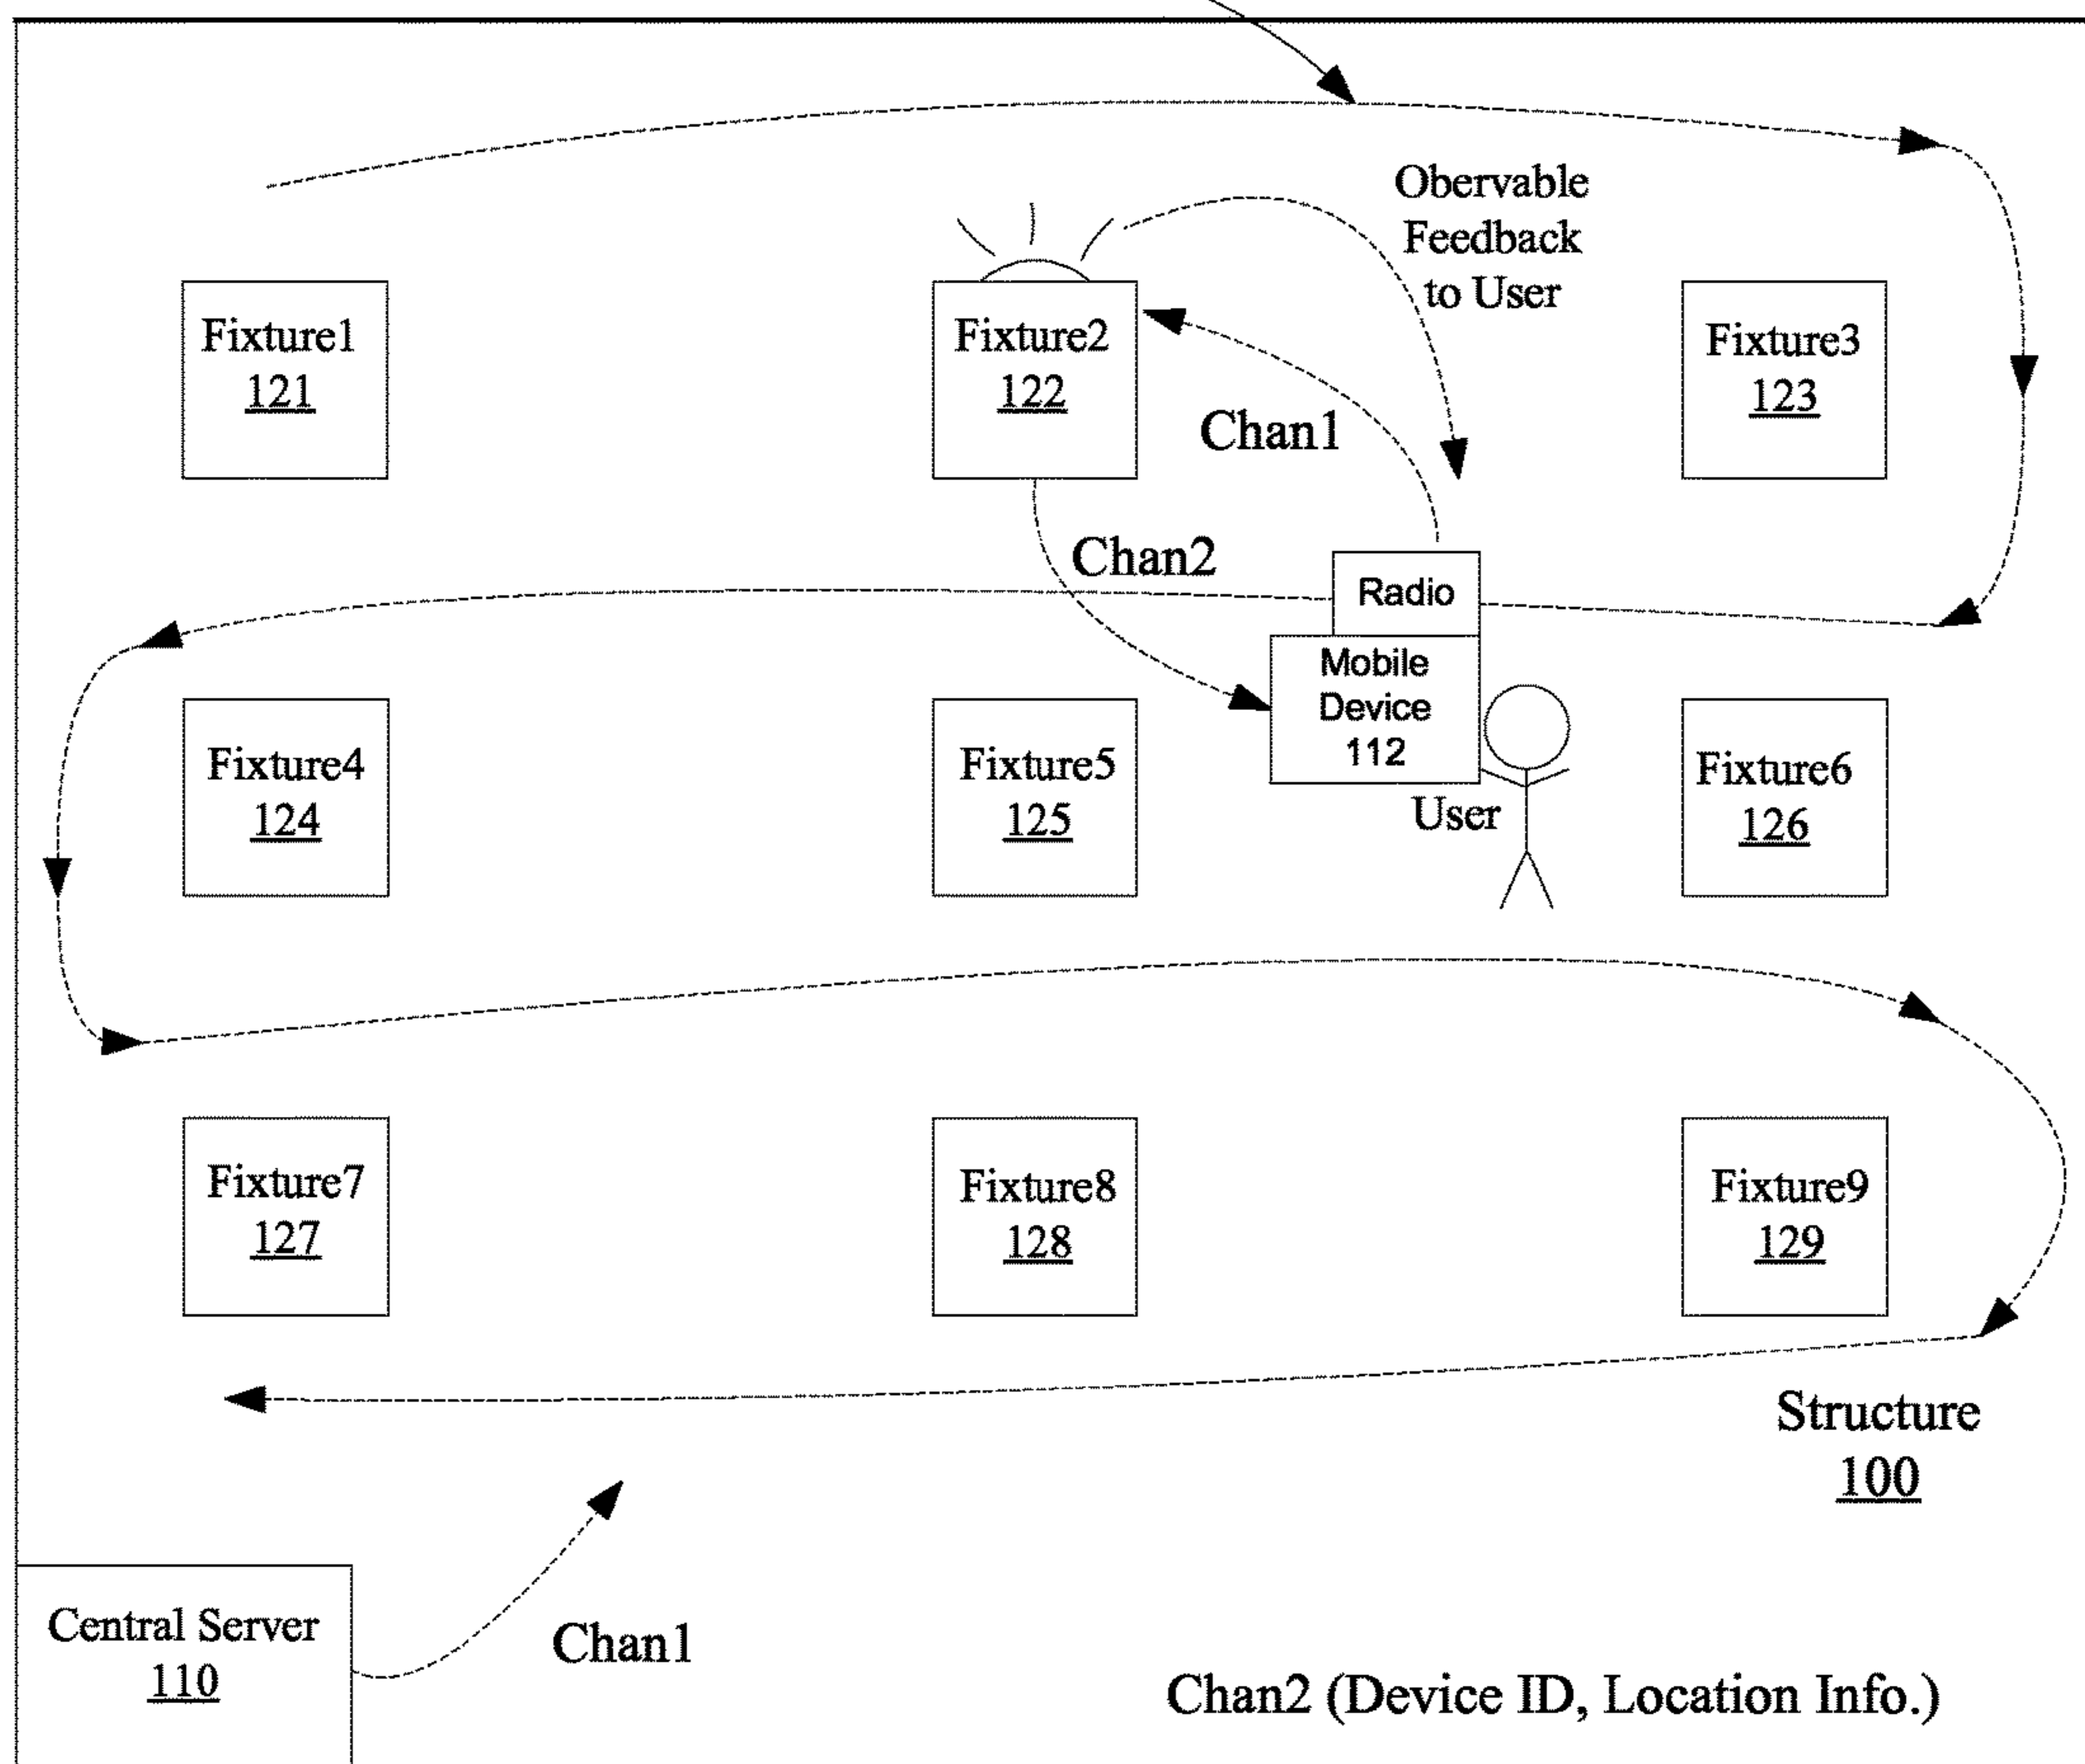 Obervable
Feedback
to User
Fixture1
121
Fixture2
122
Fixture3
123
Chan1
Chan2
Radio
Mobile
Device
112
User
Fixture4
124
Fixture5
125
Fixture6
126
Fixture7
127
Fixture8
128
Fixture9
129
Structure
100
Central Server
110
Chan1
Chan2 (Device ID, Location Info.)